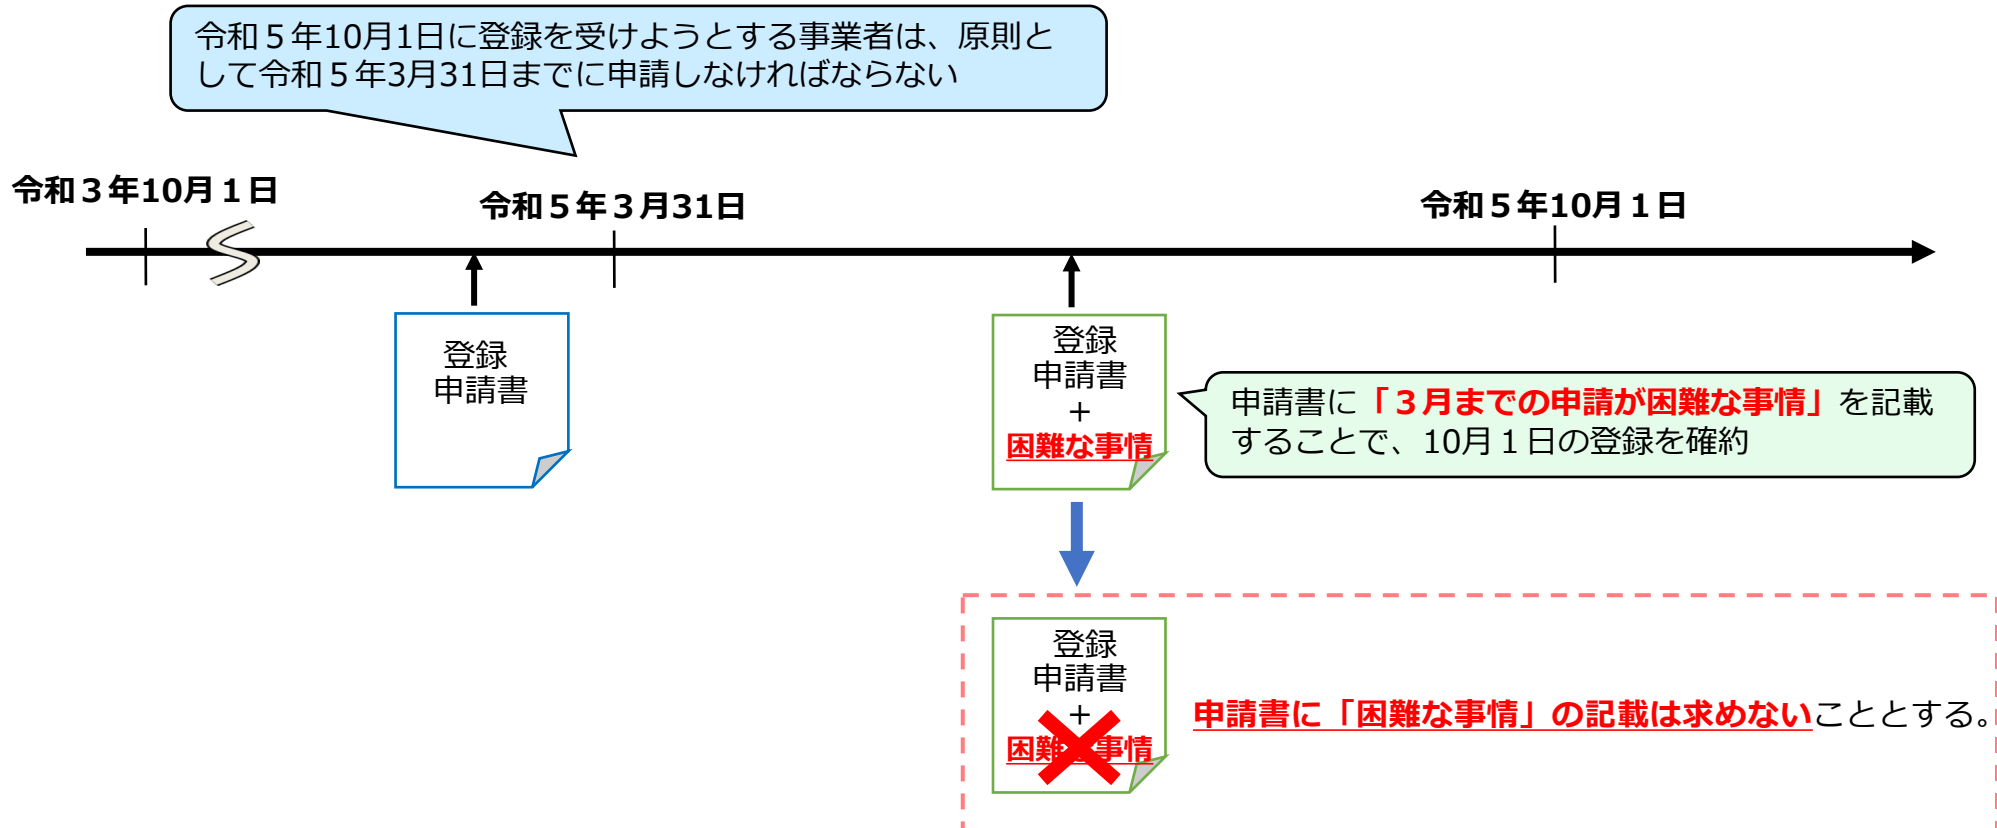 令和５年10月1日に登録を受けようとする事業者は、原則と
して令和５年3月31日までに申請しなければならない
令和３年10月１日
令和５年３月31日
令和５年10月１日
登録
申請書
登録
申請書
＋
困難な事情
申請書に「３月までの申請が困難な事情」を記載
することで、10月１日の登録を確約
登録
申請書
＋
困難な事情
申請書に「困難な事情」の記載は求めないこととする。